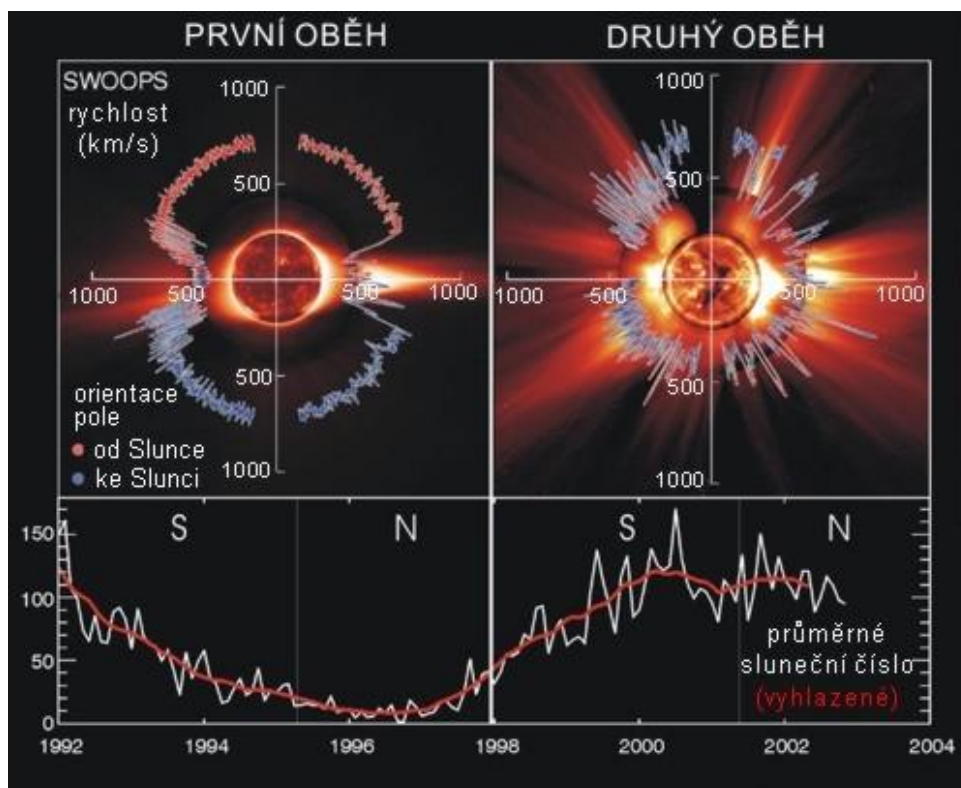 PRVNÍ OBĚH
DRUHÝ OBĚH
SWOOPS
rychlost
(km/s)
1000
500
1000
500
500
1000
500
1000
orientace
pole
od Slunce
ke Slunci
1000
500
1000
500
500
1000
500
1000
S
N
S
N
150
100
50
0
průměrné
sluneční číslo
(vyhlazené)
1992
1994
1996
1998
2000
2002
2004